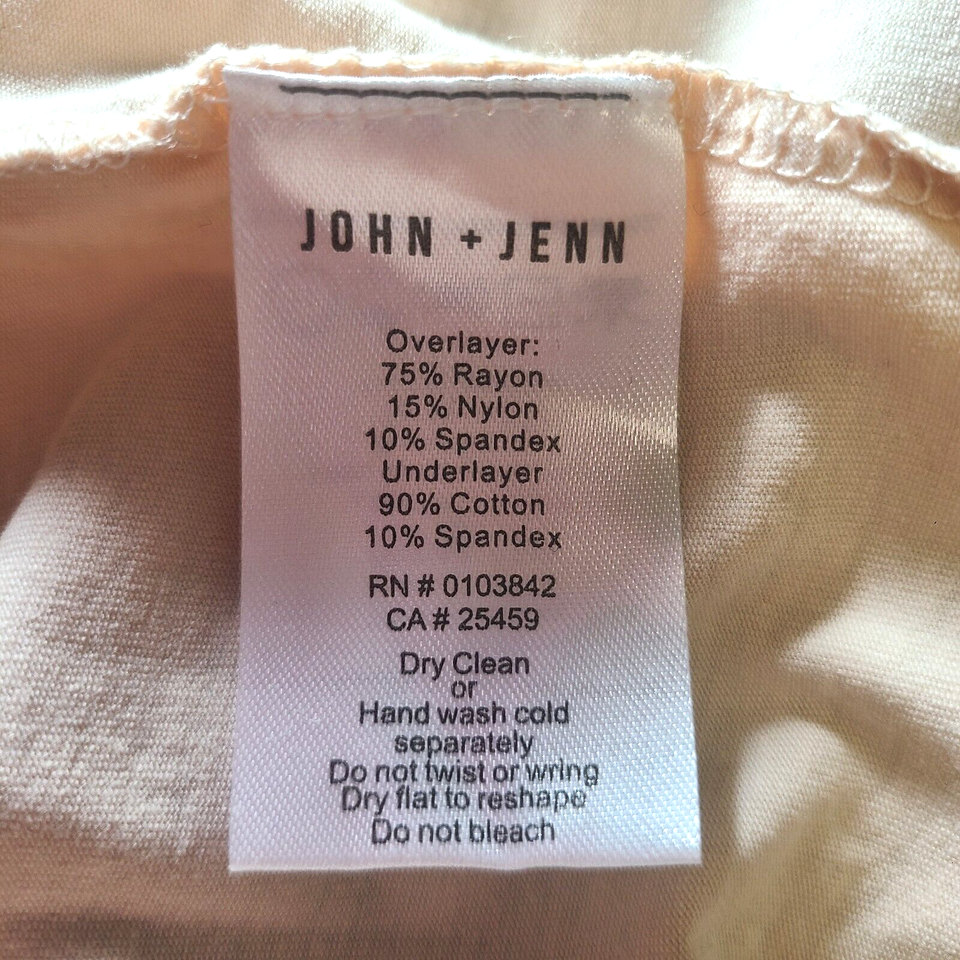 JOHN + JENN
Overlayer:
75% Rayon
15% Nylon
10% Spandex
Underlayer
90% Cotton
10% Spandex
RN # 0103842
CA # 25459
Dry Clean
or
Hand wash cold
separately
Do not twist or wring
Dry flat to reshape
Do not bleach